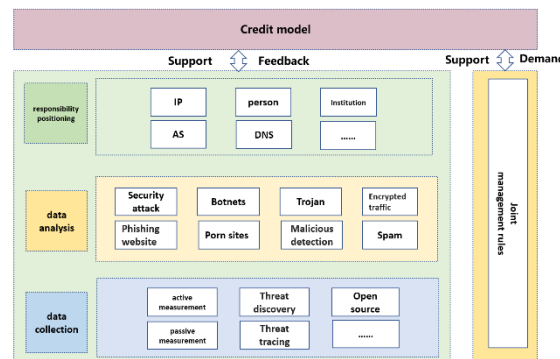 Credit model
Support Feedback
Support Demand
responsibility
positioning
IP
person
Institution
AS
DNS
......
data
analysis
Security
attack
Botnets
Trojan
Encrypted
traffic
Phishing
website
Porn sites
Malicious
detection
Spam
data
collection
active
measurement
Threat
discovery
Open
source
passive
measurement
Threat
tracing
......
Joint
management rules